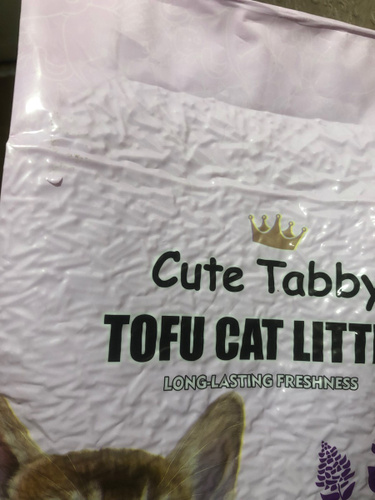 Cute Tabby
TOFU CAT LITT
LONG-LASTING FRESHNESS